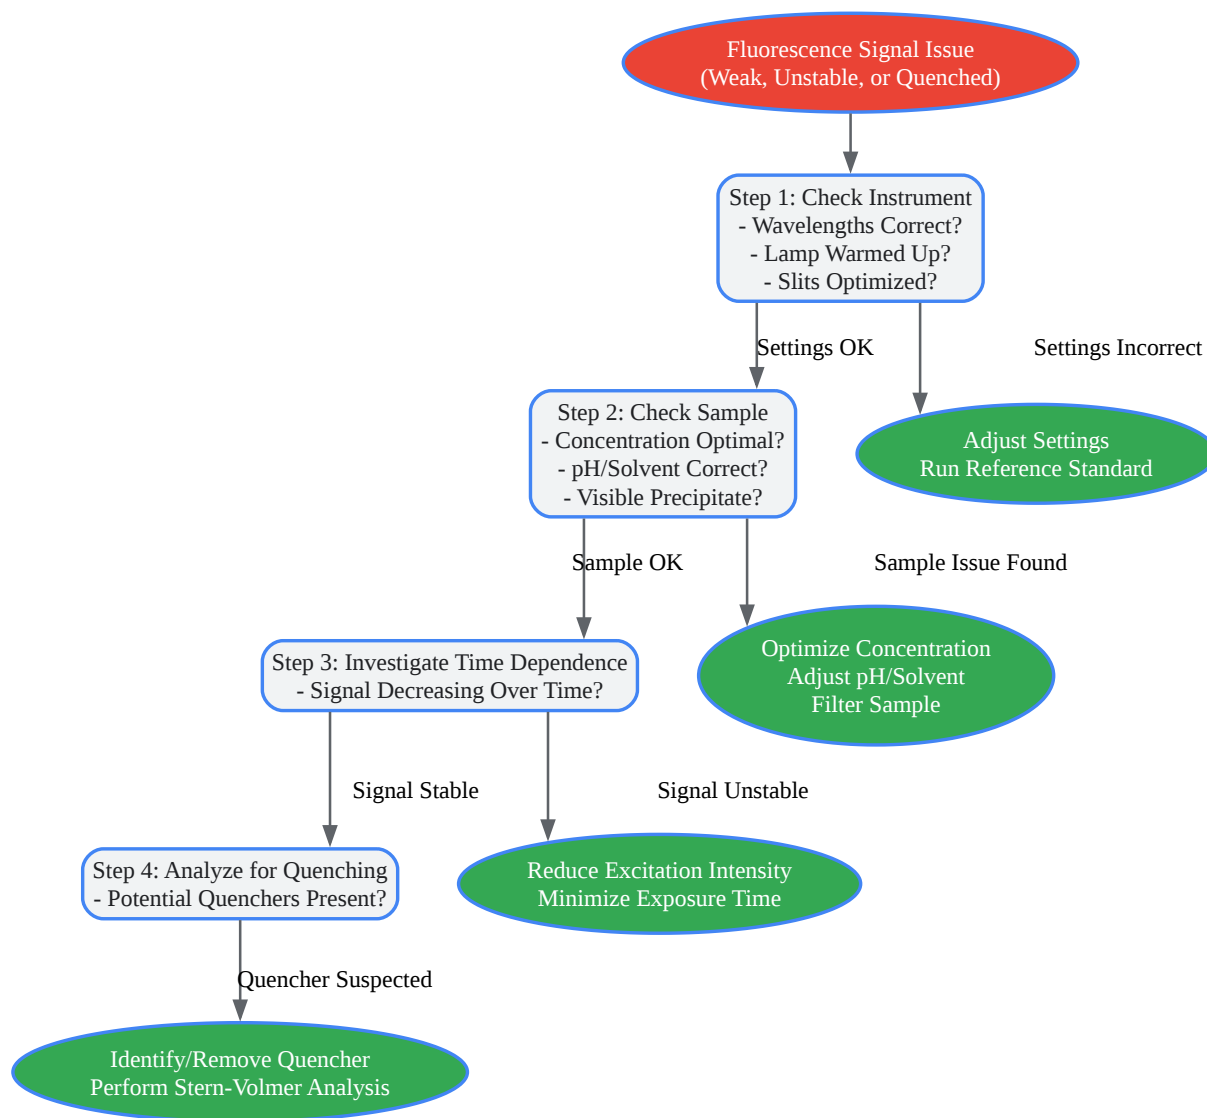 Fluorescence Signal Issue
(Weak, Unstable, or Quenched)
Step 1: Check Instrument
- Wavelengths Correct?
- Lamp Warmed Up?
- Slits Optimized?
Settings OK
Settings Incorrect
Step 2: Check Sample
- Concentration Optimal?
- pH/Solvent Correct?
- Visible Precipitate?
Adjust Settings
Run Reference Standard
Sample OK
Sample Issue Found
Step 3: Investigate Time Dependence
- Signal Decreasing Over Time?
Optimize Concentration
Adjust pH/Solvent
Filter Sample
Signal Stable
Signal Unstable
Step 4: Analyze for Quenching
- Potential Quenchers Present?
Reduce Excitation Intensity
Minimize Exposure Time
Quencher Suspected
Identify/Remove Quencher
Perform Stern-Volmer Analysis